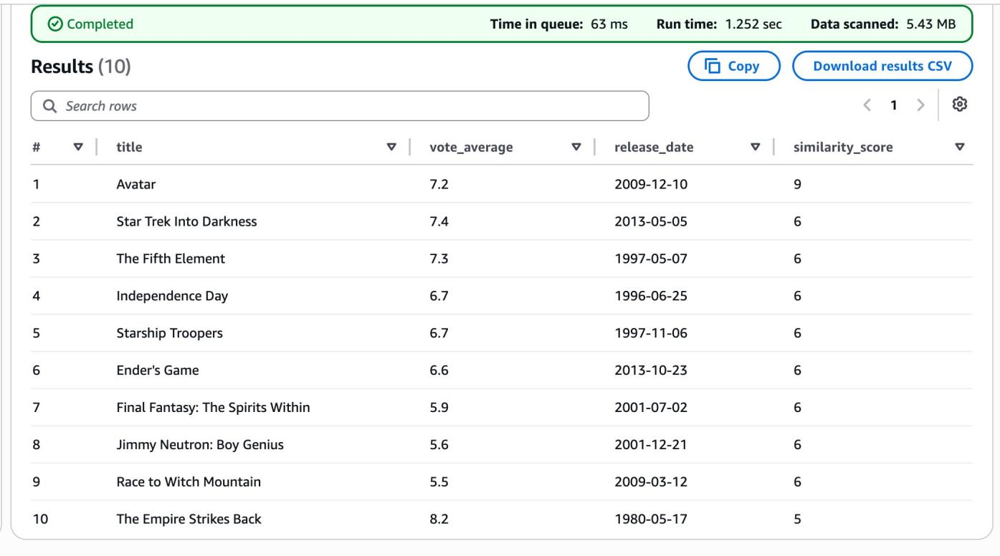 Completed Time in queue: 63 ms Run time: 1.252 sec Data scanned: 5.43 MB
Results (10) Copy Download results CSV
Search rows 1
# title vote_average release_date similarity_score
1 Avatar 7.2 2009-12-10 9
2 Star Trek Into Darkness 7.4 2013-05-05 6
3 The Fifth Element 7.3 1997-05-07 6
4 Independence Day 6.7 1996-06-25 6
5 Starship Troopers 6.7 1997-11-06 6
6 Ender's Game 6.6 2013-10-23 6
7 Final Fantasy: The Spirits Within 5.9 2001-07-02 6
8 Jimmy Neutron: Boy Genius 5.6 2001-12-21 6
9 Race to Witch Mountain 5.5 2009-03-12 6
10 The Empire Strikes Back 8.2 1980-05-17 5